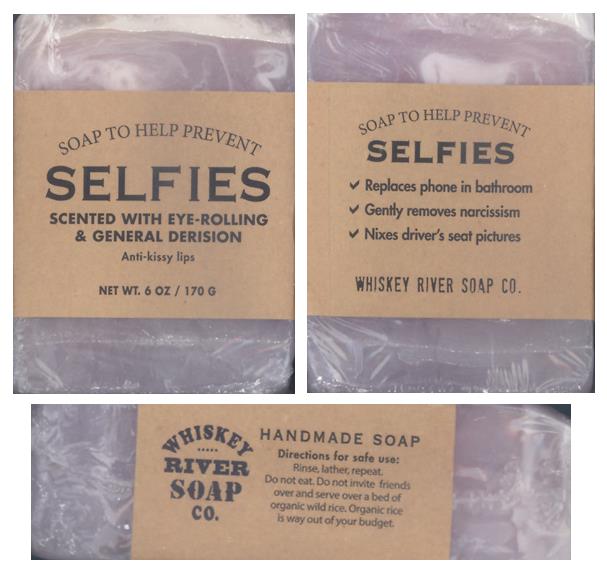 SOAP TO HELP PREVENT
SELFIES
SCENTED WITH EYE-ROLLING
& GENERAL DERISION
Anti-kissy lips
NET WT. 6 OZ / 170 G
SOAP TO HELP PREVENT
SELFIES
✔ Replaces phone in bathroom
✔ Gently removes narcissism
✔ Nixes driver's seat pictures
WHISKEY RIVER SOAP CO.
WHISKEY
RIVER
SOAP
CO.
HANDMADE SOAP
Directions for safe use:
Rinse, lather, repeat.
Do not eat. Do not invite friends
over and serve over a bed of
organic wild rice. Organic rice
is way out of your budget.